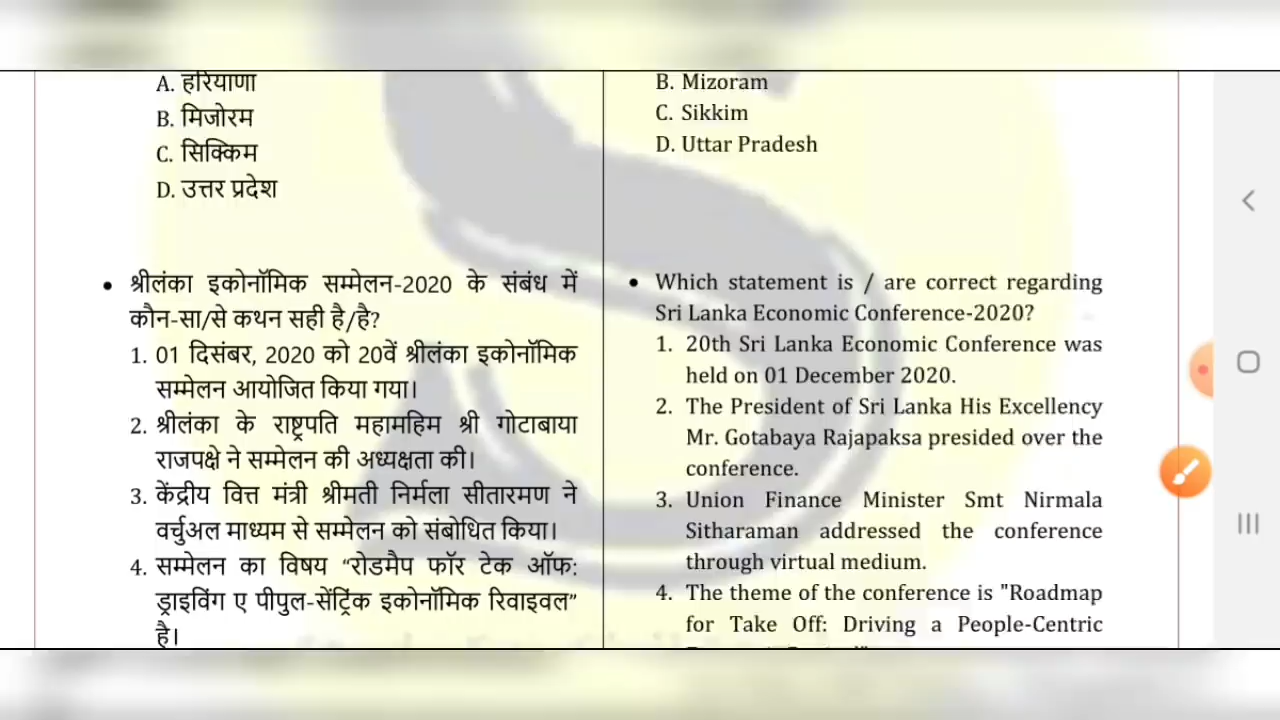 A. हरियाणा
B. मिजोरम
C. सिक्किम
D. उत्तर प्रदेश
• श्रीलंका इकोनॉमिक सम्मेलन-2020 के संबंध में
कौन-सा/से कथन सही है/है?
1. 01 दिसंबर, 2020 को 20वें श्रीलंका इकोनॉमिक
सम्मेलन आयोजित किया गया।
2. श्रीलंका के राष्ट्रपति महामहिम श्री गोटाबाया
राजपक्षे ने सम्मेलन की अध्यक्षता की।
3. केंद्रीय वित्त मंत्री श्रीमती निर्मला सीतारमण ने
वर्चुअल माध्यम से सम्मेलन को संबोधित किया।
4. सम्मेलन का विषय “रोडमैप फॉर टेक ऑफ:
ड्राइविंग ए पीपुल-सेंट्रिंक इकोनॉमिक रिवाइवल”
है।
B. Mizoram
C. Sikkim
D. Uttar Pradesh
• Which statement is / are correct regarding
Sri Lanka Economic Conference-2020?
1. 20th Sri Lanka Economic Conference was
held on 01 December 2020.
2. The President of Sri Lanka His Excellency
Mr. Gotabaya Rajapaksa presided over the
conference.
3. Union Finance Minister Smt Nirmala
Sitharaman addressed the conference
through virtual medium.
4. The theme of the conference is "Roadmap
for Take Off: Driving a People-Centric